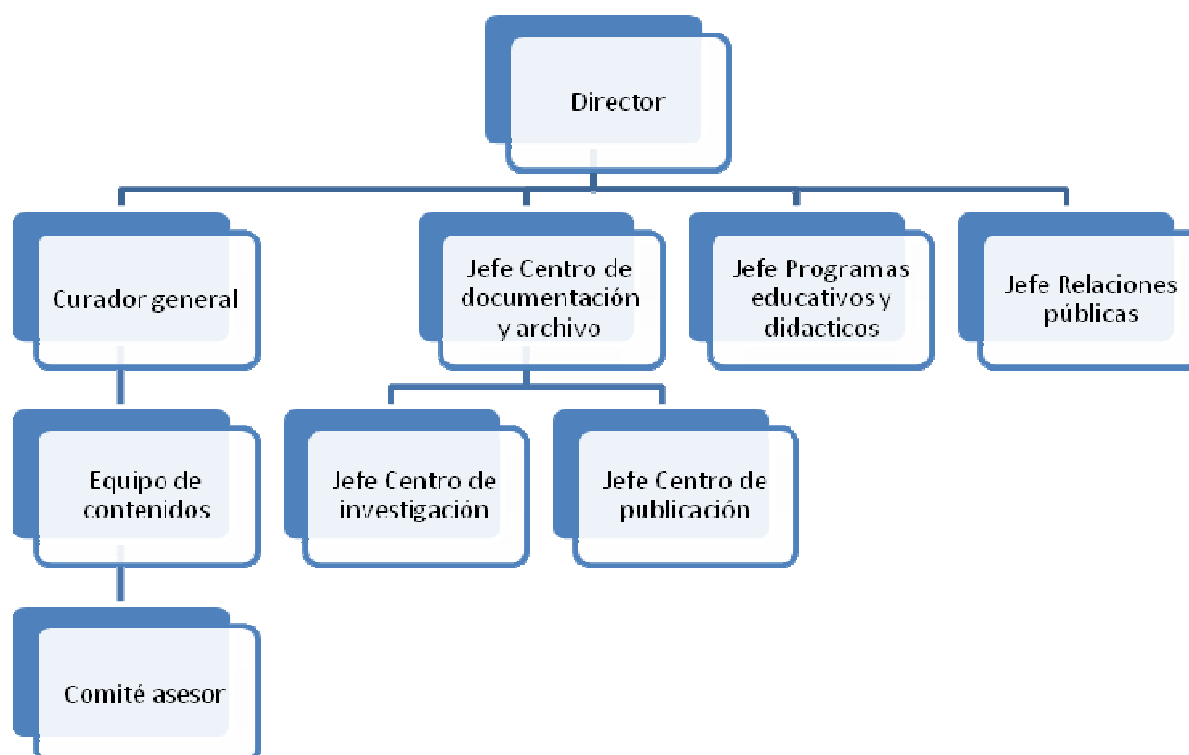 Director
Curador general
Jefe Centro de
documentación
y archivo
Jefe Programas
educativos y
didacticos
Jefe Relaciones
públicas
Equipo de
contenidos
Jefe Centro de
investigación
Jefe Centro de
publicación
Comité asesor